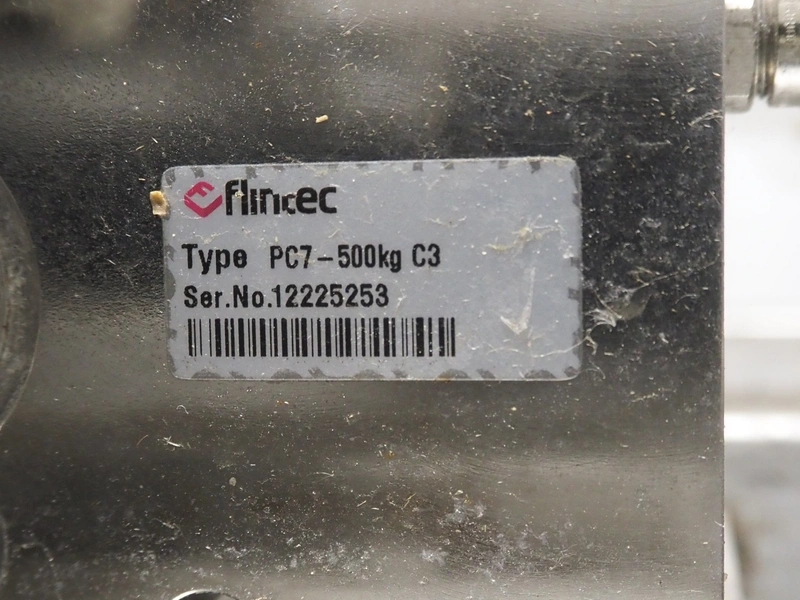 flintec
Type PC7-500kg C3
Ser.No.12225253